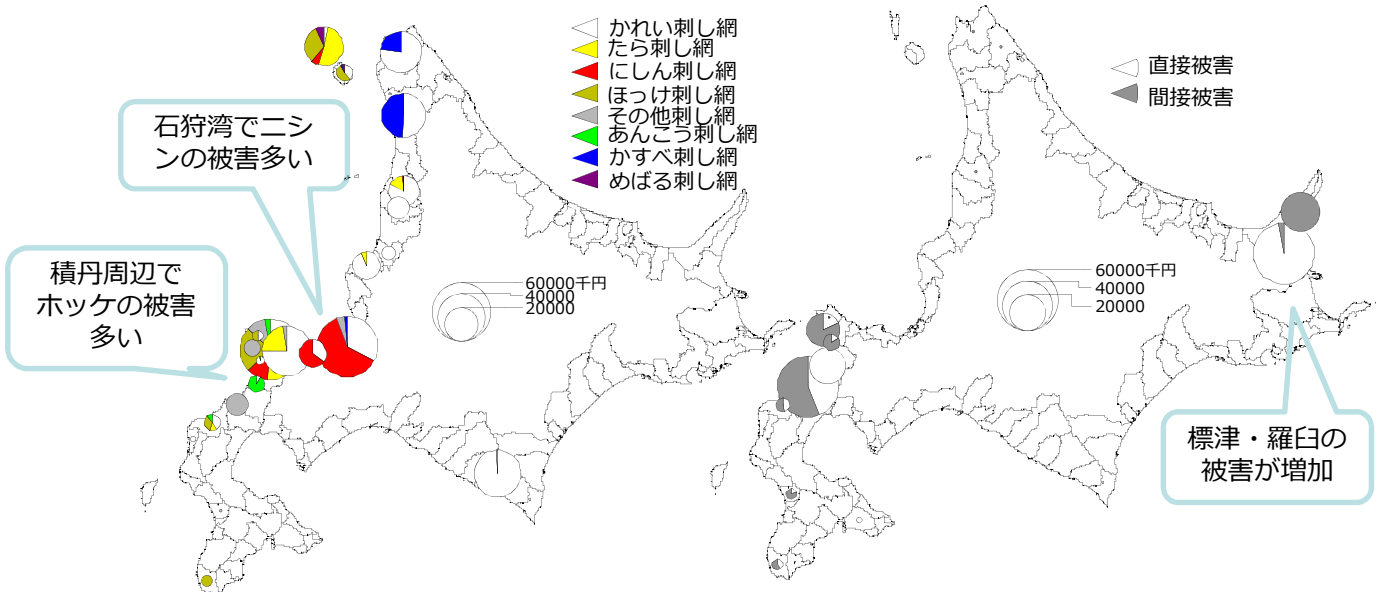 かれい刺し網
たら刺し網
にしん刺し網
ほっけ刺し網
その他刺し網
あんこう刺し網
かすべ刺し網
めばる刺し網
石狩湾でニシ
ンの被害多い
積丹周辺で
ホッケの被害
多い
60000千円
40000
20000
直接被害
間接被害
60000千円
40000
20000
標津・羅臼の
被害が増加